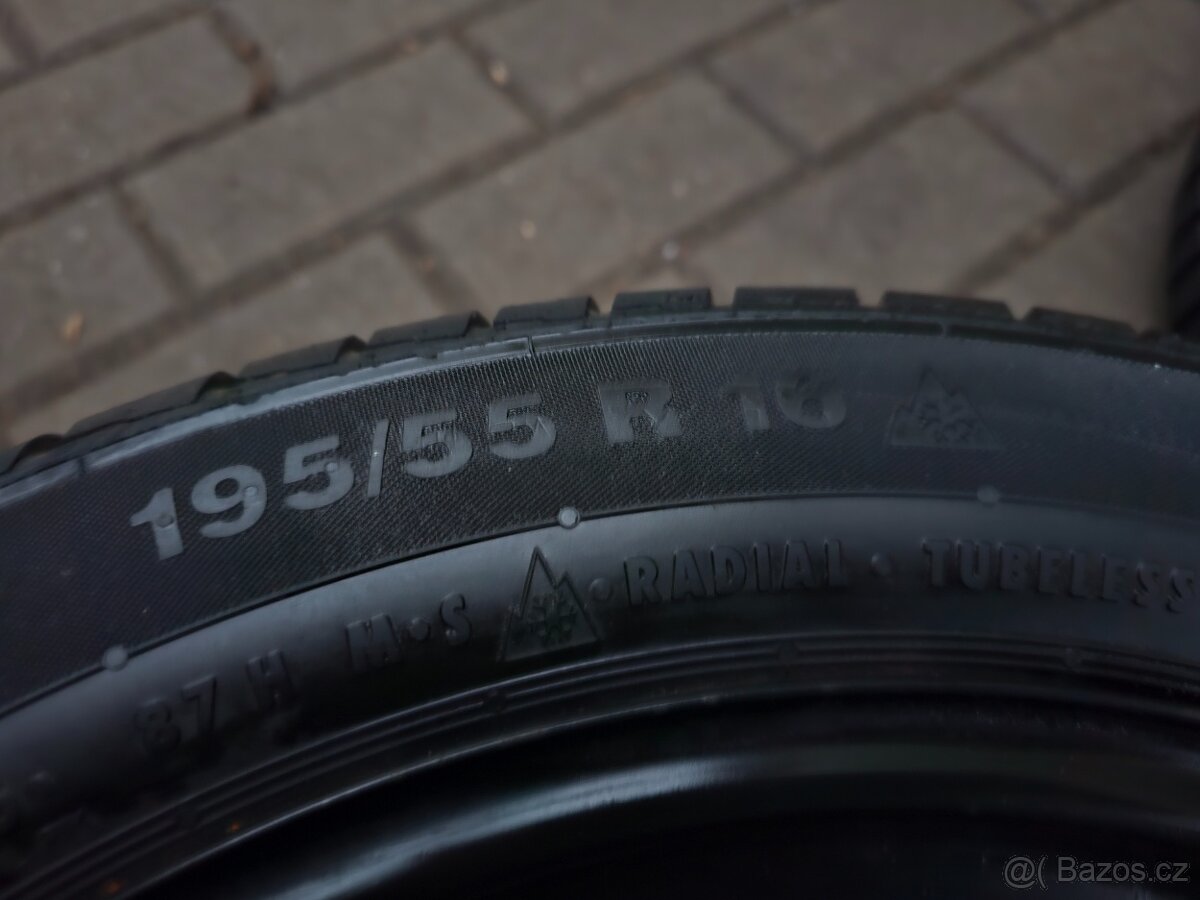 195/55 R 16
87 H M•S • RADIAL • TUBELESS
@( Bazos.cz